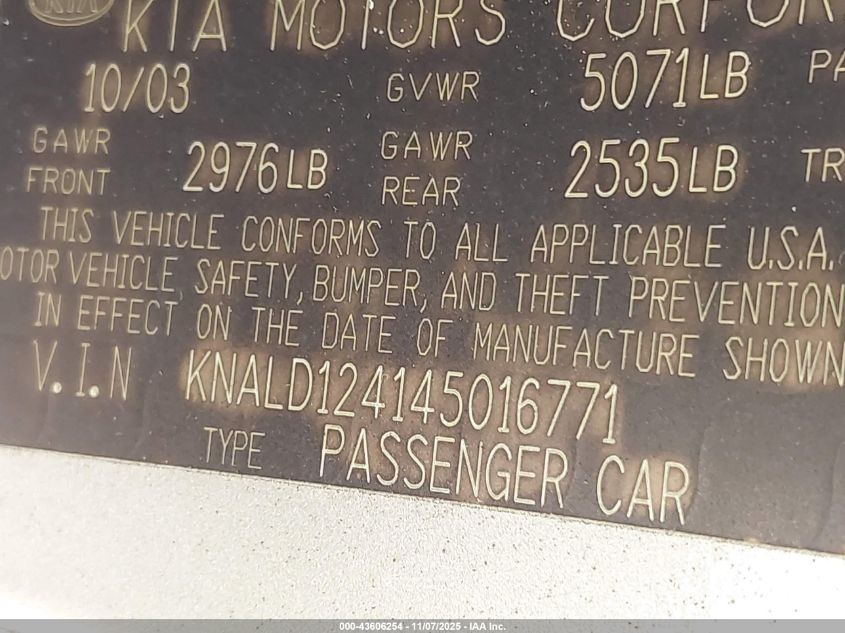 KIA
KIA MOTORS CORPOR
10/03 GVWR 5071LB PA
GAWR FRONT 2976LB GAWR REAR 2535LB TR
THIS VEHICLE CONFORMS TO ALL APPLICABLE U.S.A.
OTOR VEHICLE SAFETY, BUMPER, AND THEFT PREVENTION
IN EFFECT ON THE DATE OF MANUFACTURE SHOWN
V.I.N KNALD124145016771
TYPE PASSENGER CAR
000-43606254 - 11/07/2025 - IAA Inc.